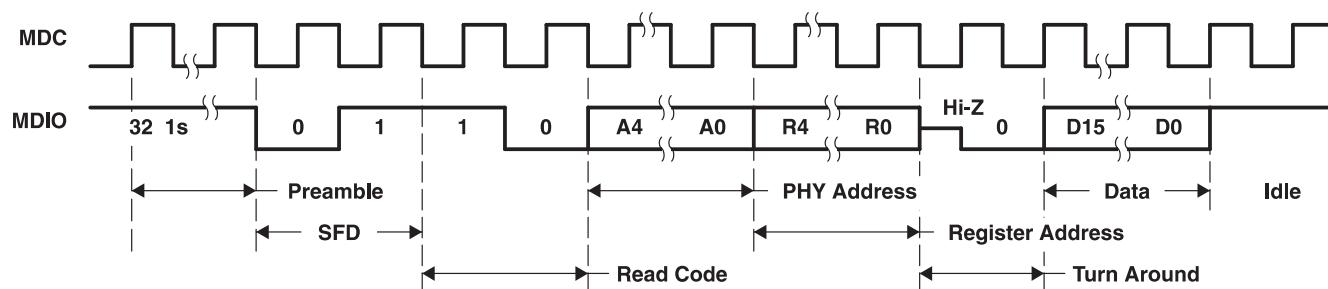 MDC
MDIO
32 1s 0 1 1 0 A4 A0 R4 R0 Hi-Z 0 D15 D0
Preamble PHY Address Data Idle
SFD Register Address
Read Code Turn Around